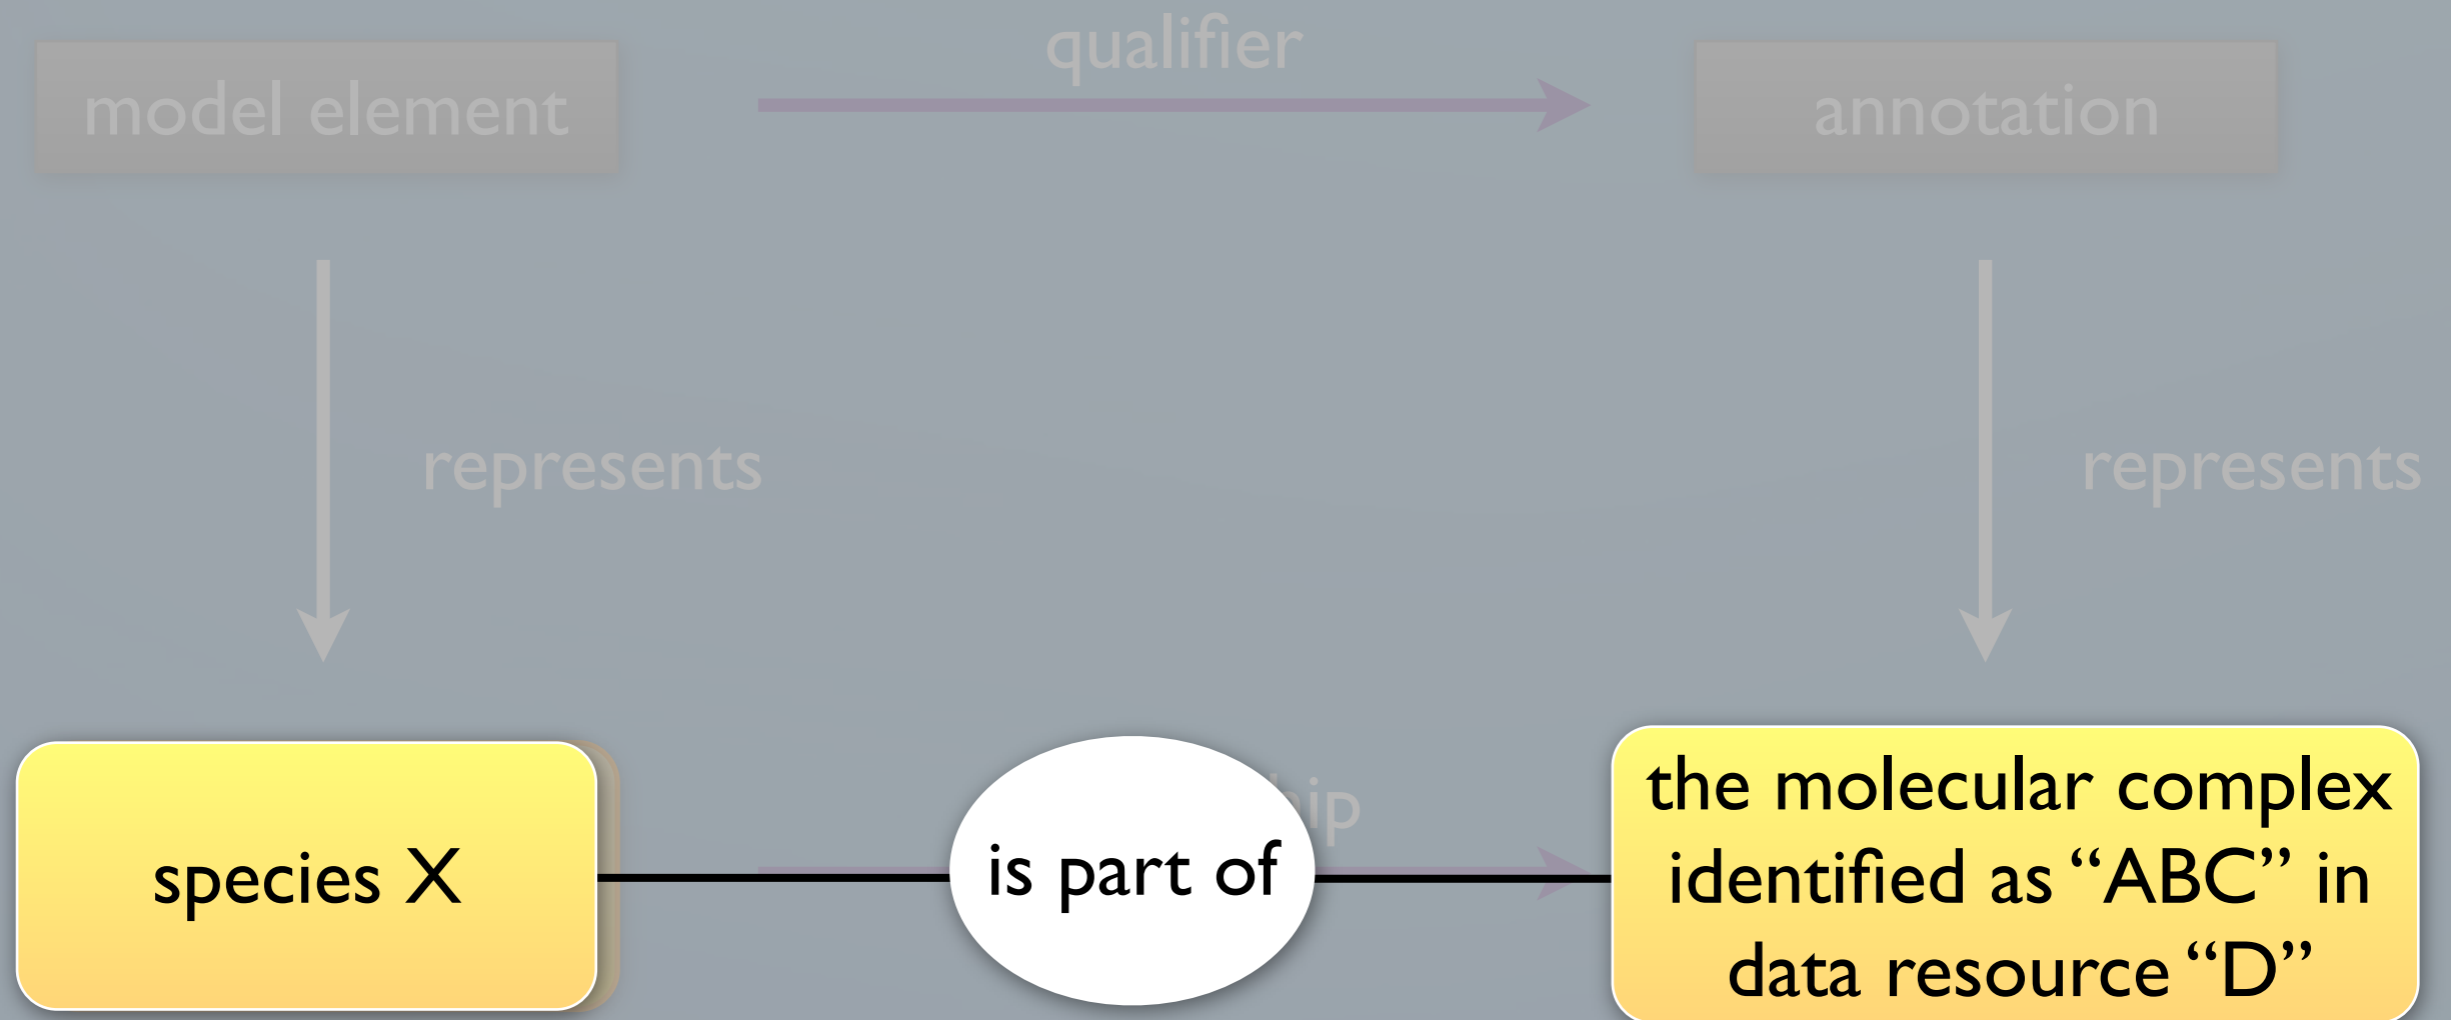 qualifier
model element
annotation
represents
represents
species X
is part of
the molecular complex
identified as “ABC” in
data resource “D”